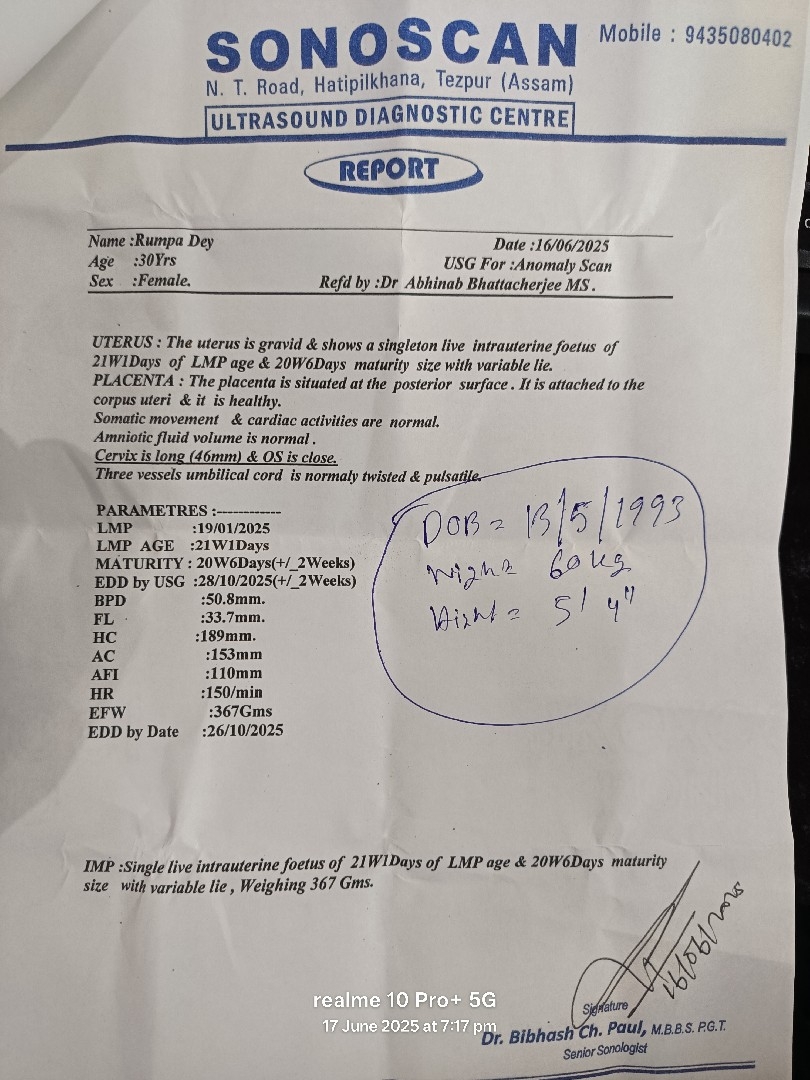 SONOSCAN
Mobile : 9435080402
N. T. Road, Hatipilkhana, Tezpur (Assam)
ULTRASOUND DIAGNOSTIC CENTRE
REPORT
Name :Rumpa Dey
Date :16/06/2025
Age :30Yrs
USG For :Anomaly Scan
Sex :Female.
Refd by :Dr Abhinab Bhattacherjee MS.
UTERUS : The uterus is gravid & shows a singleton live intrauterine foetus of
21W1Days of LMP age & 20W6Days maturity size with variable lie.
PLACENTA : The placenta is situated at the posterior surface. It is attached to the
corpus uteri & it is healthy.
Somatic movement & cardiac activities are normal.
Amniotic fluid volume is normal .
Cervix is long (46mm) & OS is close.
Three vessels umbilical cord is normaly twisted & pulsatile.
PARAMETRES :------------
LMP :19/01/2025
LMP AGE :21W1Days
MATURITY : 20W6Days(+/_2Weeks)
EDD by USG :28/10/2025(+/_2Weeks)
BPD :50.8mm.
FL :33.7mm.
HC :189mm.
AC :153mm
AFI :110mm
HR :150/min
EFW :367Gms
EDD by Date :26/10/2025
DOB = 13/5/1993
60 kg
= 5' 4"
IMP :Single live intrauterine foetus of 21W1Days of LMP age & 20W6Days maturity
size with variable lie , Weighing 367 Gms.
16/06/2025
Signature
Dr. Bibhash Ch. Paul, M.B.B.S. P.G.T.
Senior Sonologist
realme 10 Pro+ 5G
17 June 2025 at 7:17 pm